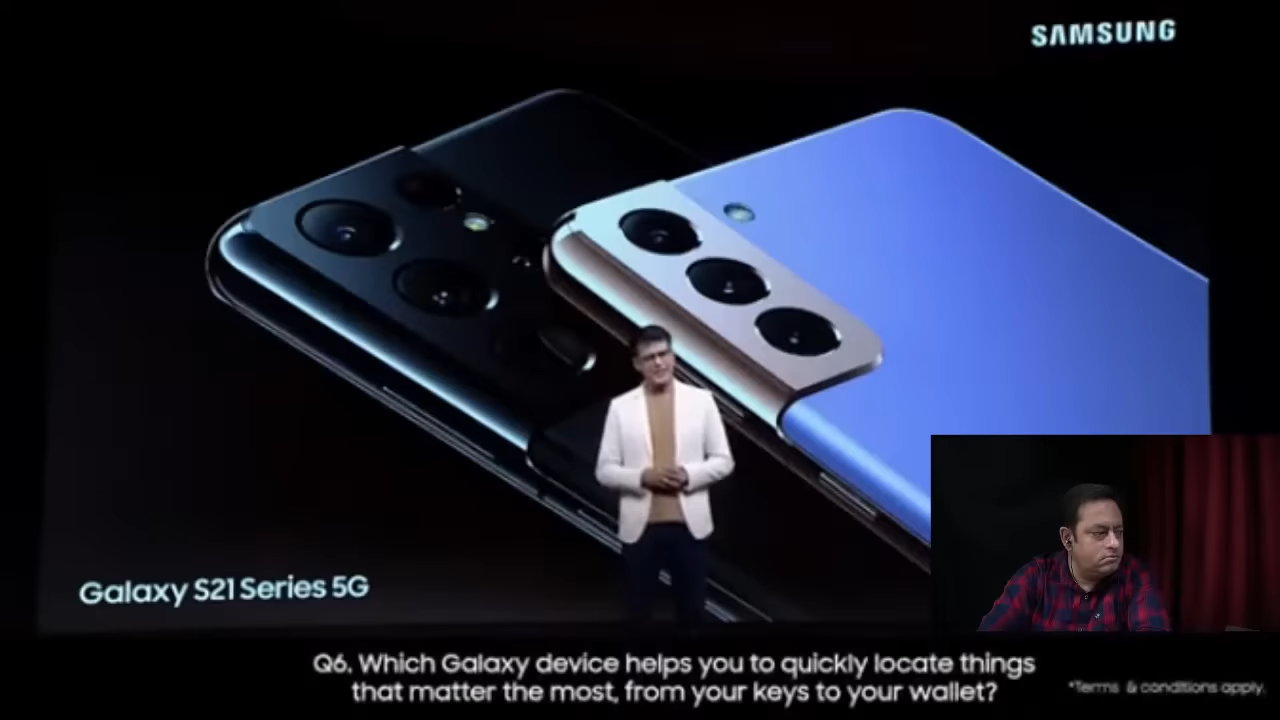 SAMSUNG
Galaxy S21 Series 5G
Q6. Which Galaxy device helps you to quickly locate things
that matter the most, from your keys to your wallet?
*Terms & conditions apply.